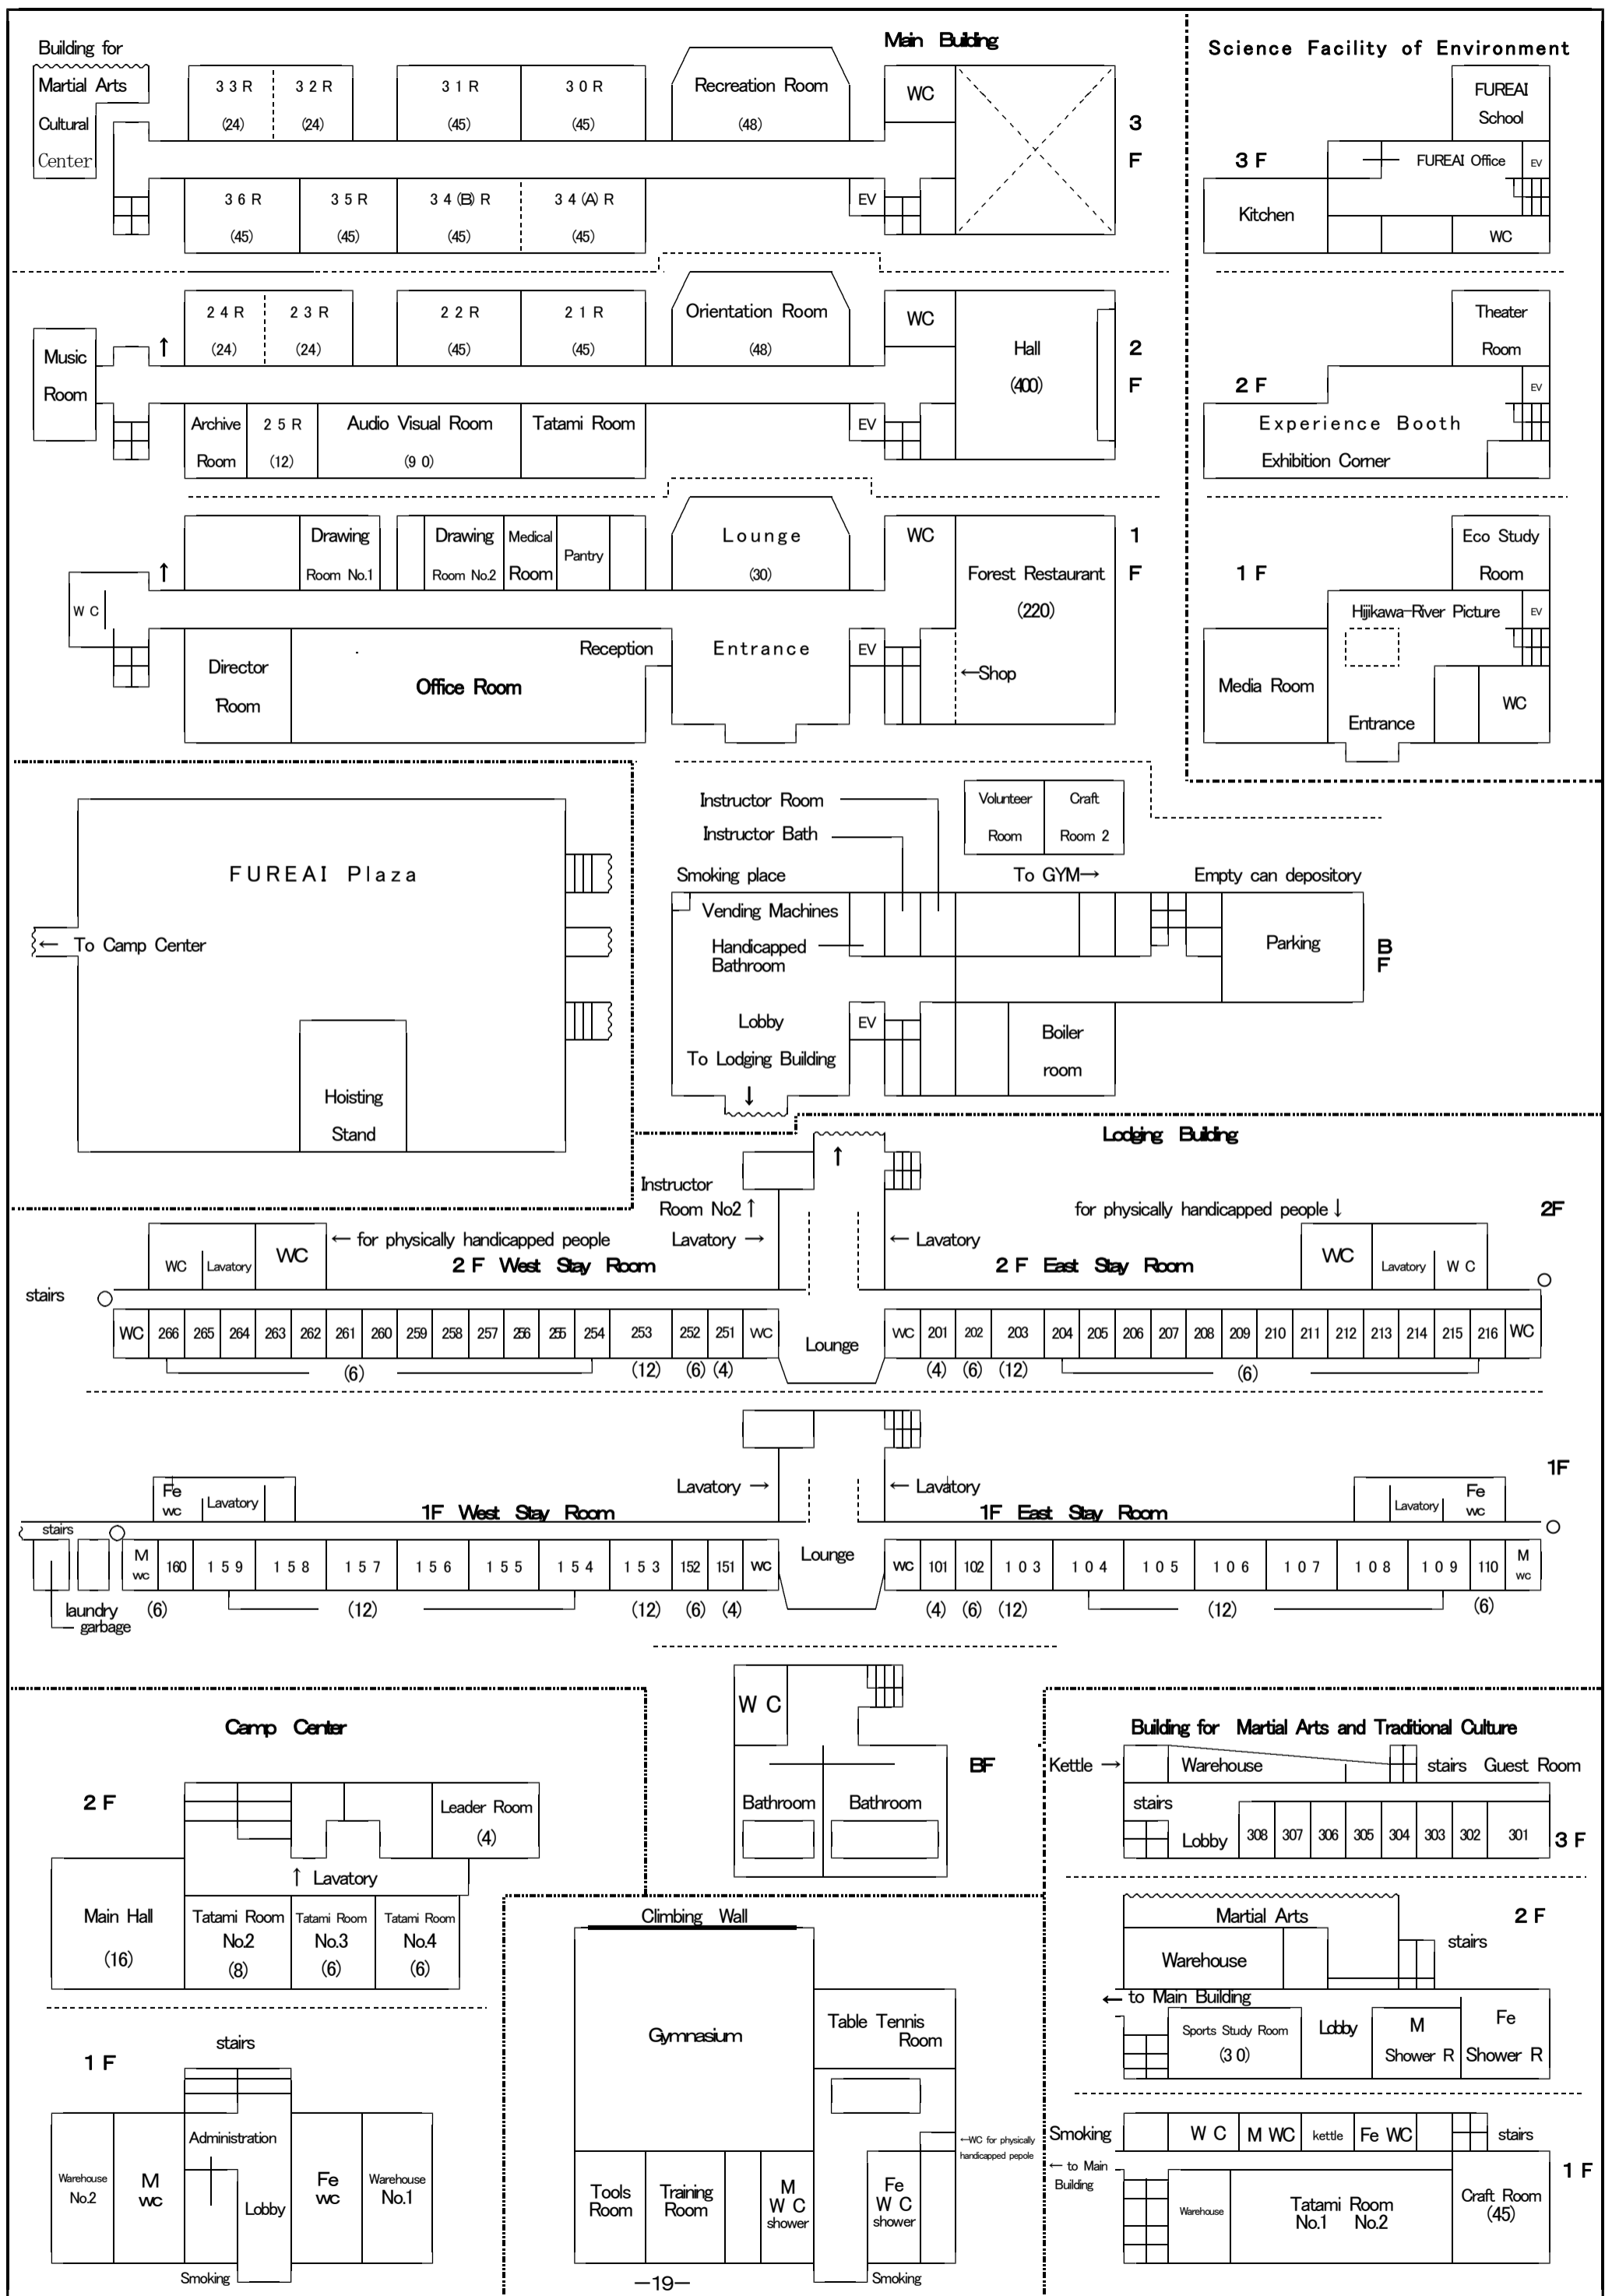 Main Building
Building for
Martial Arts
Cultural
Center
33R
(24)
32R
(24)
31R
(45)
30R
(45)
Recreation Room
(48)
WC
3
F
36R
(45)
35R
(45)
34(B)R
(45)
34(A)R
(45)
EV
Music
Room
↑
24R
(24)
23R
(24)
22R
(45)
21R
(45)
Orientation Room
(48)
WC
Hall
(400)
2
F
Archive
Room
25R
(12)
Audio Visual Room
(90)
Tatami Room
EV
WC
↑
Drawing
Room No.1
Drawing
Room No.2
Medical
Room
Pantry
Lounge
(30)
WC
Forest Restaurant
(220)
1
F
Director
Room
Office Room
Reception
Entrance
EV
←Shop
Science Facility of Environment
FUREAI
School
3F
FUREAI Office
EV
Kitchen
WC
Theater
Room
2F
EV
Experience Booth
Exhibition Corner
Eco Study
Room
1F
Hijikawa-River Picture
EV
Media Room
WC
Entrance
FUREAI Plaza
← To Camp Center
Hoisting
Stand
Instructor Room
Instructor Bath
Volunteer
Room
Craft
Room 2
Smoking place
To GYM→
Empty can depository
Vending Machines
Handicapped
Bathroom
Parking
B
F
Lobby
EV
Boiler
room
To Lodging Building
↓
Lodging Building
↑
Instructor
Room No2 ↑
for physically handicapped people ↓
2F
WC
Lavatory
WC
← for physically handicapped people
Lavatory →
← Lavatory
2F West Stay Room
2F East Stay Room
WC
Lavatory
WC
stairs
WC
266
265
264
263
262
261
260
259
258
257
256
255
254
253
252
251
WC
Lounge
WC
201
202
203
204
205
206
207
208
209
210
211
212
213
214
215
216
WC
(6)
(12)
(6)
(4)
(4)
(6)
(12)
(6)
1F
Lavatory →
← Lavatory
Fe
WC
Lavatory
1F West Stay Room
1F East Stay Room
Lavatory
Fe
WC
stairs
M
WC
160
159
158
157
156
155
154
153
152
151
WC
Lounge
WC
101
102
103
104
105
106
107
108
109
110
M
WC
laundry
garbage
(6)
(12)
(12)
(6)
(4)
(4)
(6)
(12)
(12)
(6)
WC
BF
Bathroom
Bathroom
Camp Center
2F
Leader Room
(4)
↑ Lavatory
Main Hall
(16)
Tatami Room
No.2
(8)
Tatami Room
No.3
(6)
Tatami Room
No.4
(6)
stairs
1F
Administration
Warehouse
No.2
M
WC
Lobby
Fe
WC
Warehouse
No.1
Smoking
Climbing Wall
Gymnasium
Table Tennis
Room
←WC for physically
handicapped pepole
Tools
Room
Training
Room
M
WC
shower
Fe
WC
shower
Smoking
Building for Martial Arts and Traditional Culture
Kettle →
Warehouse
stairs
Guest Room
stairs
Lobby
308
307
306
305
304
303
302
301
3F
Martial Arts
2F
stairs
Warehouse
← to Main Building
Sports Study Room
(30)
Lobby
M
Shower R
Fe
Shower R
Smoking
WC
M WC
kettle
Fe WC
stairs
← to Main
Building
1F
Warehouse
Tatami Room
No.1 No.2
Craft Room
(45)
—19—